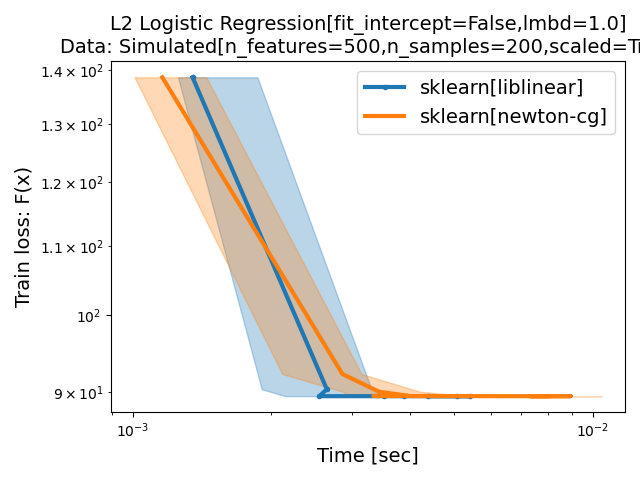 L2 Logistic Regression[fit_intercept=False,lmbd=1.0]
Data: Simulated[n_features=500,n_samples=200,scaled=Tr
sklearn[liblinear]
sklearn[newton-cg]
Train loss: F(x)
1.4 × 10²
1.3 × 10²
1.2 × 10²
1.1 × 10²
10²
9 × 10¹
10⁻³
10⁻²
Time [sec]